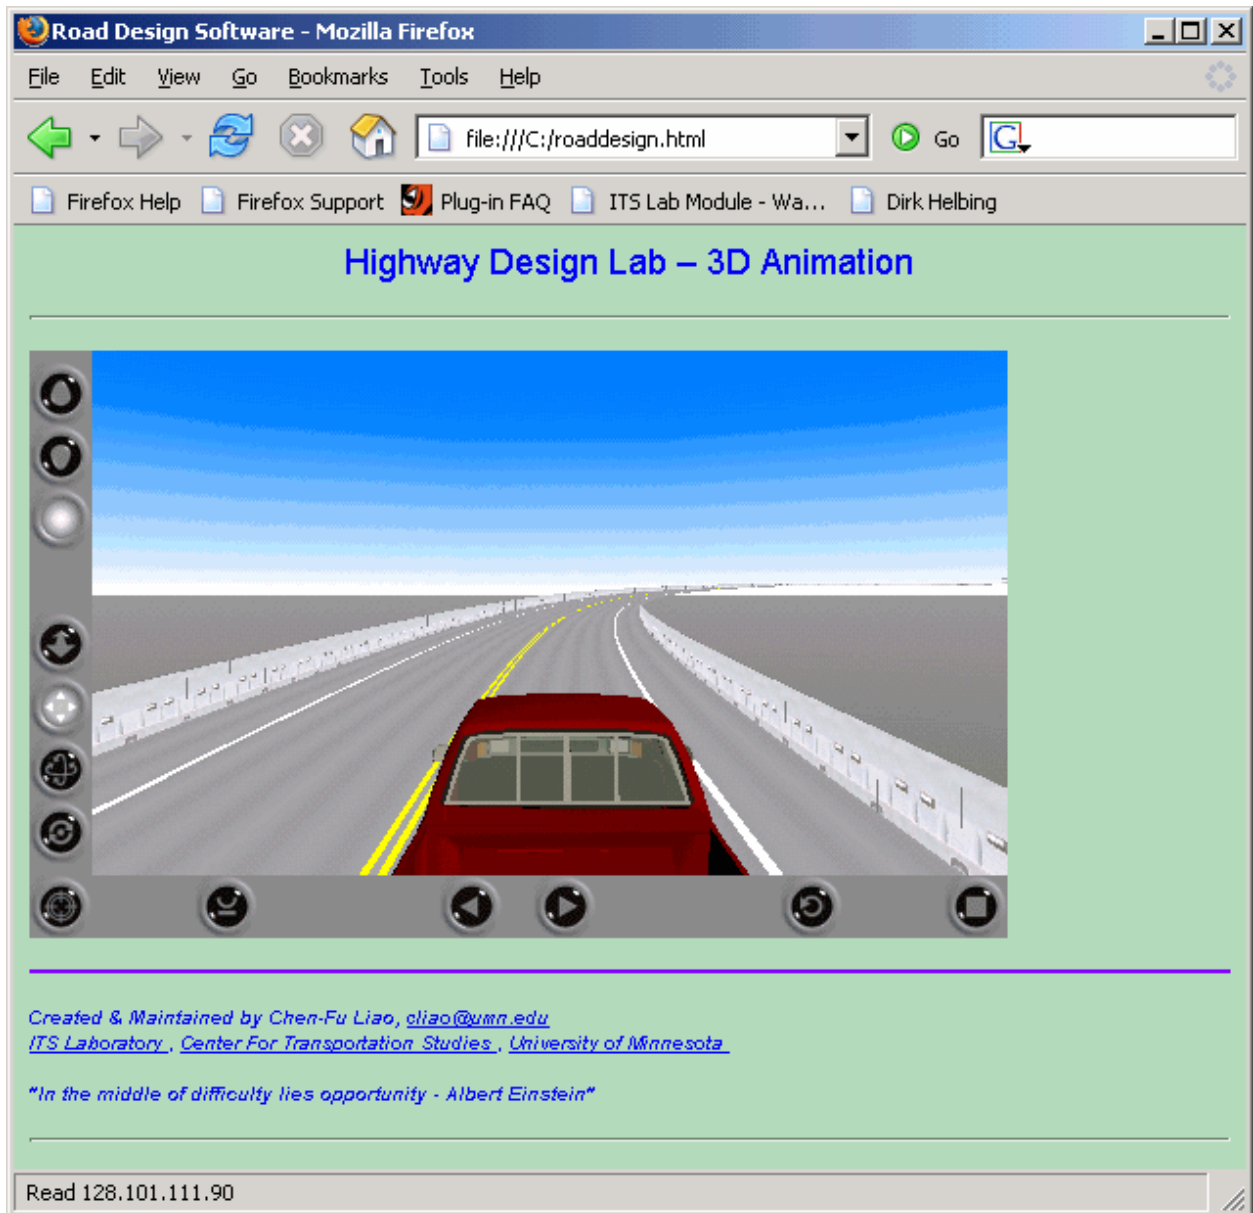 Road Design Software - Mozilla Firefox
File Edit View Go Bookmarks Tools Help
file:///C:/roaddesign.html Go G
Firefox Help Firefox Support Plug-in FAQ ITS Lab Module - Wa... Dirk Helbing
Highway Design Lab – 3D Animation
Created & Maintained by Chen-Fu Liao, cliao@umn.edu
ITS Laboratory , Center For Transportation Studies , University of Minnesota
"In the middle of difficulty lies opportunity - Albert Einstein"
Read 128.101.111.90